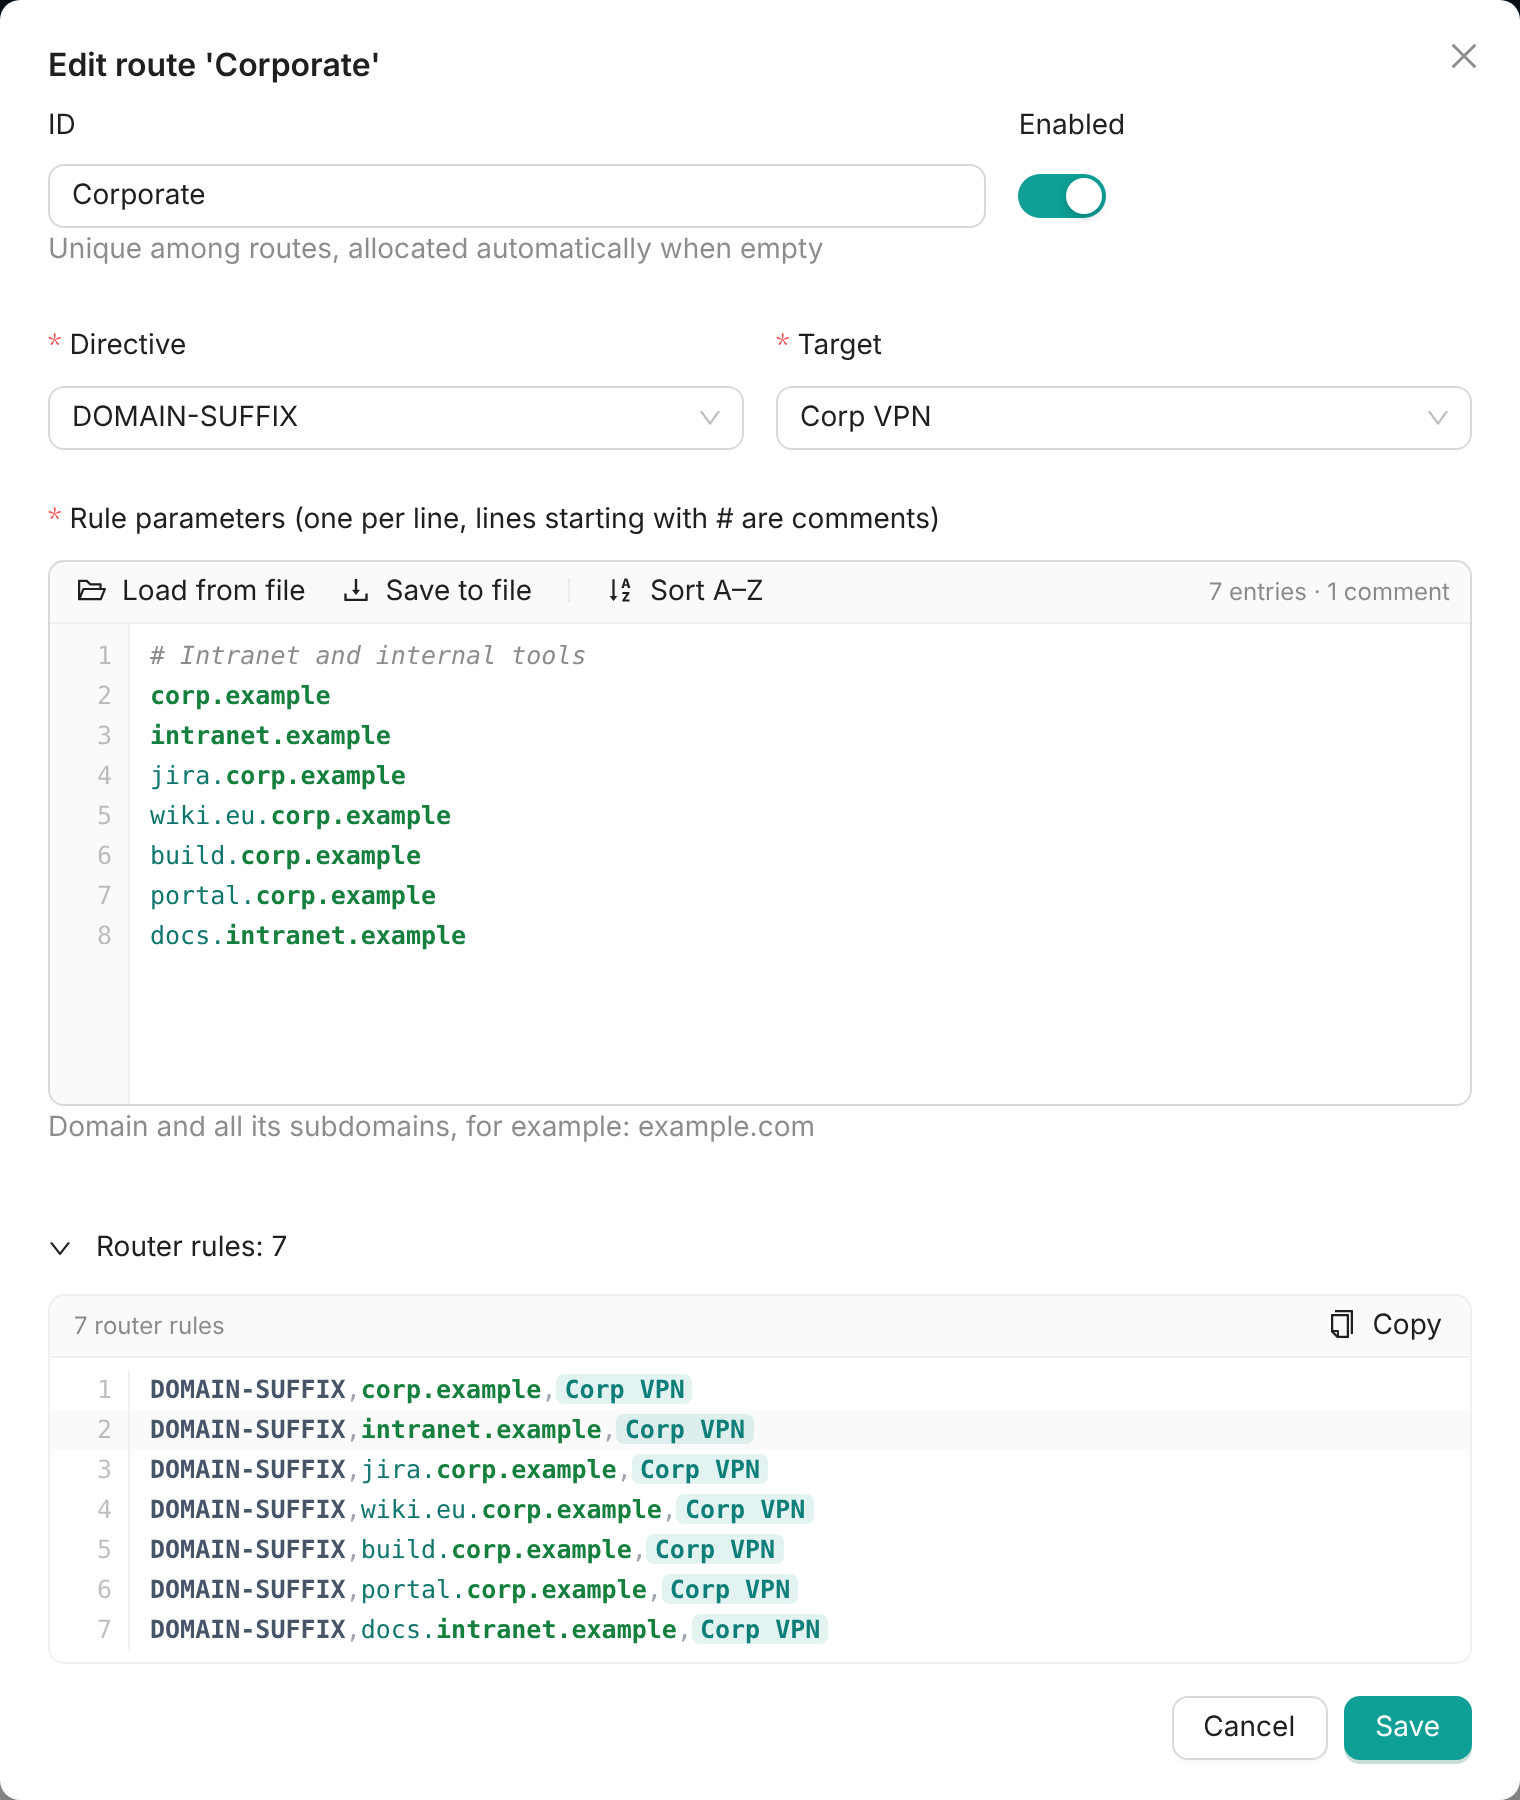 Edit route 'Corporate'
ID
Enabled
Corporate
Unique among routes, allocated automatically when empty
* Directive
* Target
DOMAIN-SUFFIX
Corp VPN
* Rule parameters (one per line, lines starting with # are comments)
Load from file
Save to file
Sort A–Z
7 entries · 1 comment
1 # Intranet and internal tools
2 corp.example
3 intranet.example
4 jira.corp.example
5 wiki.eu.corp.example
6 build.corp.example
7 portal.corp.example
8 docs.intranet.example
Domain and all its subdomains, for example: example.com
Router rules: 7
7 router rules
Copy
1 DOMAIN-SUFFIX,corp.example,Corp VPN
2 DOMAIN-SUFFIX,intranet.example,Corp VPN
3 DOMAIN-SUFFIX,jira.corp.example,Corp VPN
4 DOMAIN-SUFFIX,wiki.eu.corp.example,Corp VPN
5 DOMAIN-SUFFIX,build.corp.example,Corp VPN
6 DOMAIN-SUFFIX,portal.corp.example,Corp VPN
7 DOMAIN-SUFFIX,docs.intranet.example,Corp VPN
Cancel
Save